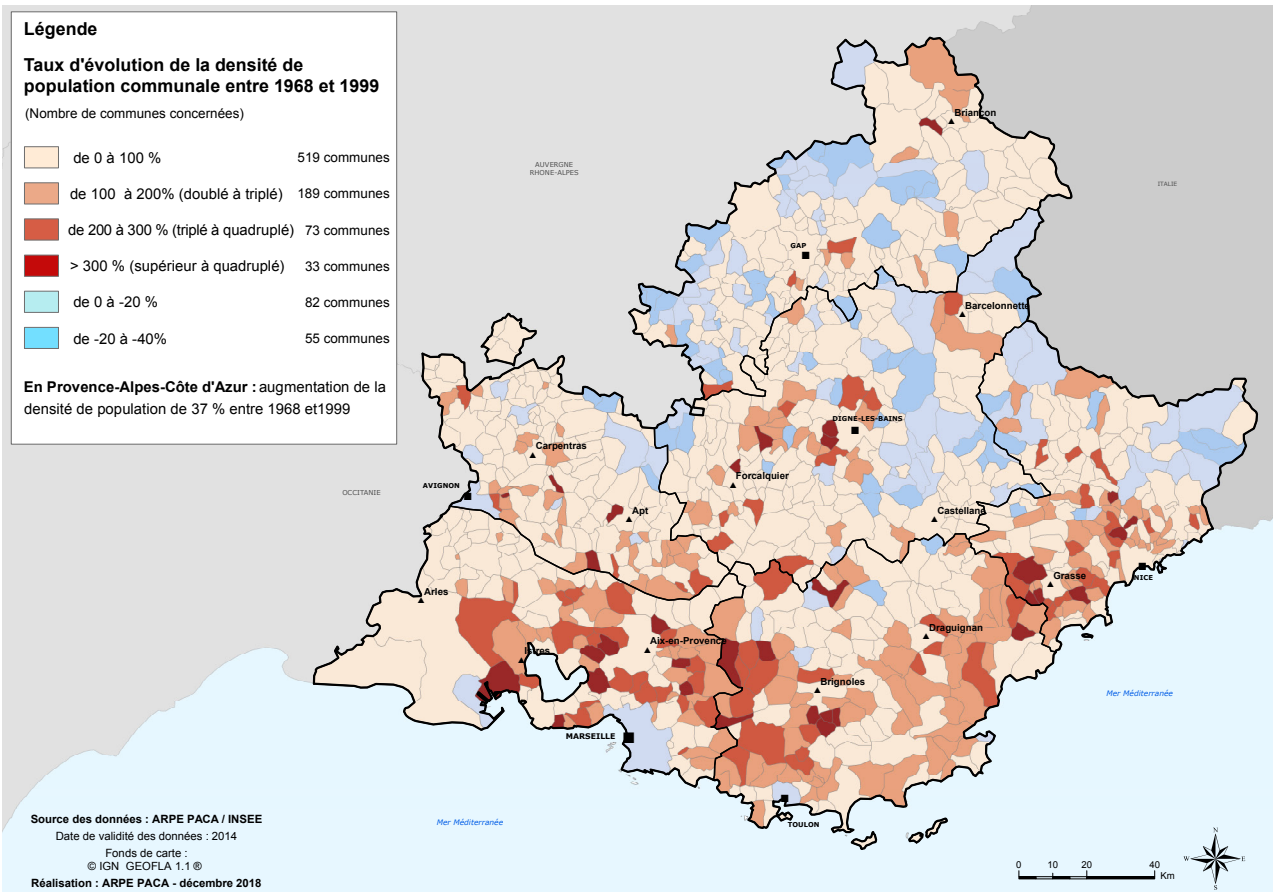 Légende
Taux d'évolution de la densité de
population communale entre 1968 et 1999
(Nombre de communes concernées)
de 0 à 100 % 519 communes
de 100 à 200% (doublé à triplé) 189 communes
de 200 à 300 % (triplé à quadruplé) 73 communes
> 300 % (supérieur à quadruplé) 33 communes
de 0 à -20 % 82 communes
de -20 à -40% 55 communes
En Provence-Alpes-Côte d'Azur : augmentation de la
densité de population de 37 % entre 1968 et1999
AUVERGNE
RHONE-ALPES
ITALIE
OCCITANIE
Briançon
GAP
Barcelonnette
DIGNE-LES-BAINS
Carpentras
Forcalquier
AVIGNON
Apt
Castellane
NICE
Grasse
Arles
Draguignan
Aix-en-Provence
Istres
Brignoles
MARSEILLE
TOULON
Mer Méditerranée
Mer Méditerranée
Source des données : ARPE PACA / INSEE
Date de validité des données : 2014
Fonds de carte :
© IGN GEOFLA 1.1 ®
Réalisation : ARPE PACA - décembre 2018
0 10 20 40
Km
N
W E
S